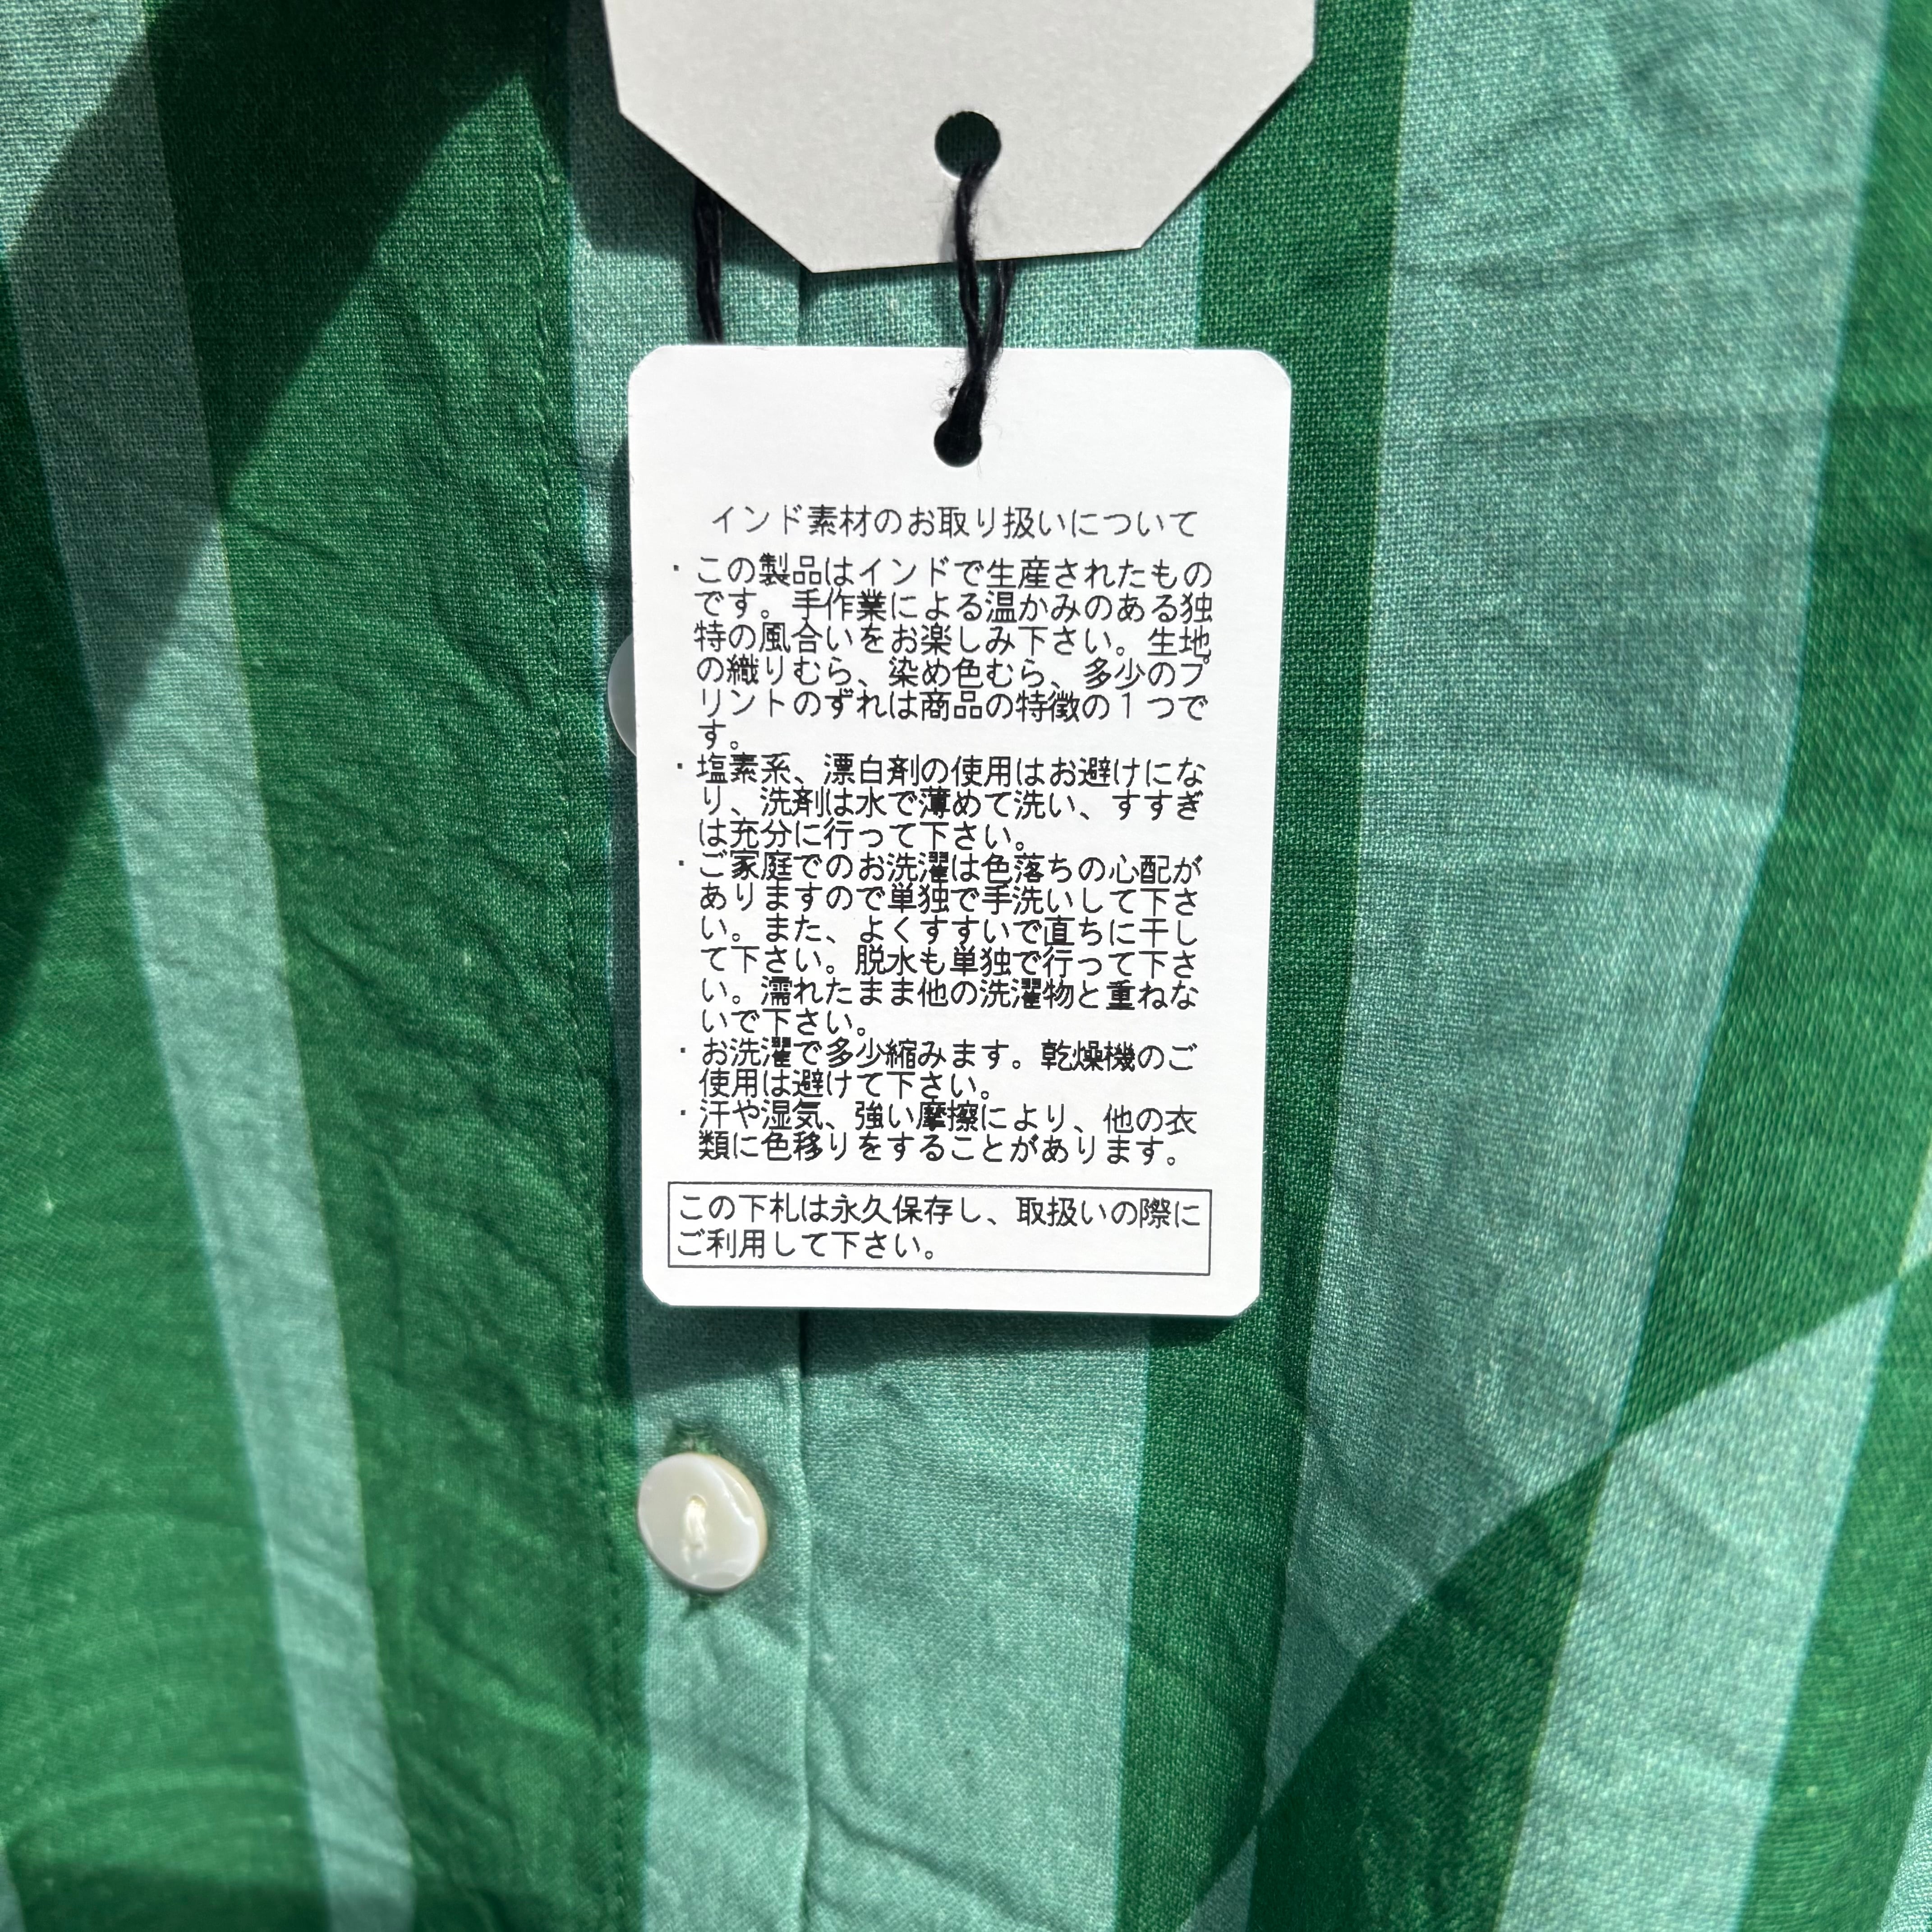 インド素材のお取り扱いについて
・この製品はインドで生産されたもの
です。手作業による温かみのある独
特の風合いをお楽しみ下さい。生地
の織りむら、染め色むら、多少のプ
リントのずれは商品の特徴の1つで
す。
・塩素系、漂白剤の使用はお避けにな
り、洗剤は水で薄めて洗い、すすぎ
は充分に行って下さい。
・ご家庭でのお洗濯は色落ちの心配が
ありますので単独で手洗いして下さ
い。また、よくすすいで直ちに干し
て下さい。脱水も単独で行って下さ
い。濡れたまま他の洗濯物と重ねな
いで下さい。
・お洗濯で多少縮みます。乾燥機のご
使用は避けて下さい。
・汗や湿気、強い摩擦により、他の衣
類に色移りをすることがあります。
この下札は永久保存し、取扱いの際に
ご利用して下さい。